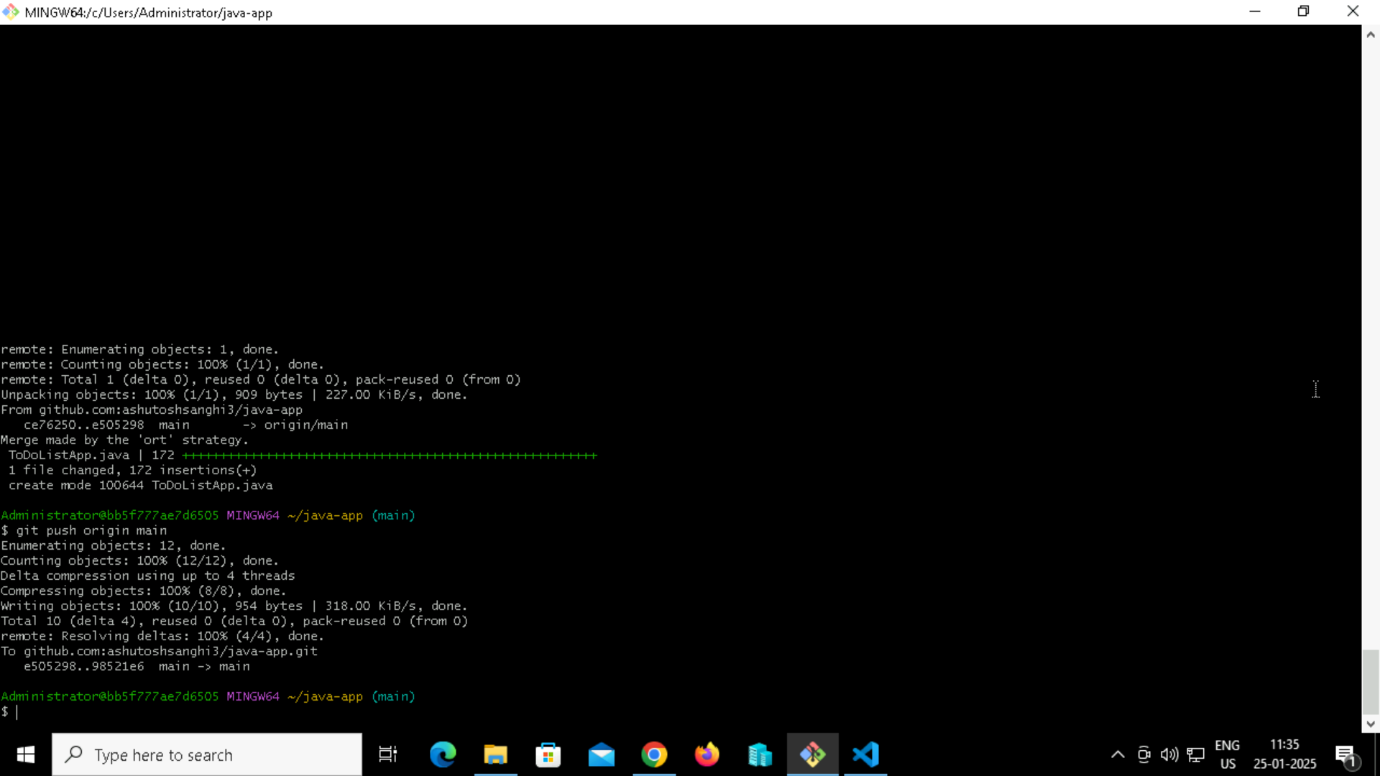 MINGW64:/c/Users/Administrator/java-app
remote: Enumerating objects: 1, done.
remote: Counting objects: 100% (1/1), done.
remote: Total 1 (delta 0), reused 0 (delta 0), pack-reused 0 (from 0)
Unpacking objects: 100% (1/1), 909 bytes | 227.00 KiB/s, done.
From github.com:ashutoshsanghi3/java-app
   ce76250..e505298  main       -> origin/main
Merge made by the 'ort' strategy.
 ToDoListApp.java | 172 +++++++++++++++++++++++++++++++++++++++++++++++++++++++
 1 file changed, 172 insertions(+)
 create mode 100644 ToDoListApp.java
Administrator@bb5f777ae7d6505 MINGW64 ~/java-app (main)
$ git push origin main
Enumerating objects: 12, done.
Counting objects: 100% (12/12), done.
Delta compression using up to 4 threads
Compressing objects: 100% (8/8), done.
Writing objects: 100% (10/10), 954 bytes | 318.00 KiB/s, done.
Total 10 (delta 4), reused 0 (delta 0), pack-reused 0 (from 0)
remote: Resolving deltas: 100% (4/4), done.
To github.com:ashutoshsanghi3/java-app.git
   e505298..98521e6  main -> main
Administrator@bb5f777ae7d6505 MINGW64 ~/java-app (main)
$
Type here to search
ENG
US
11:35
25-01-2025
1